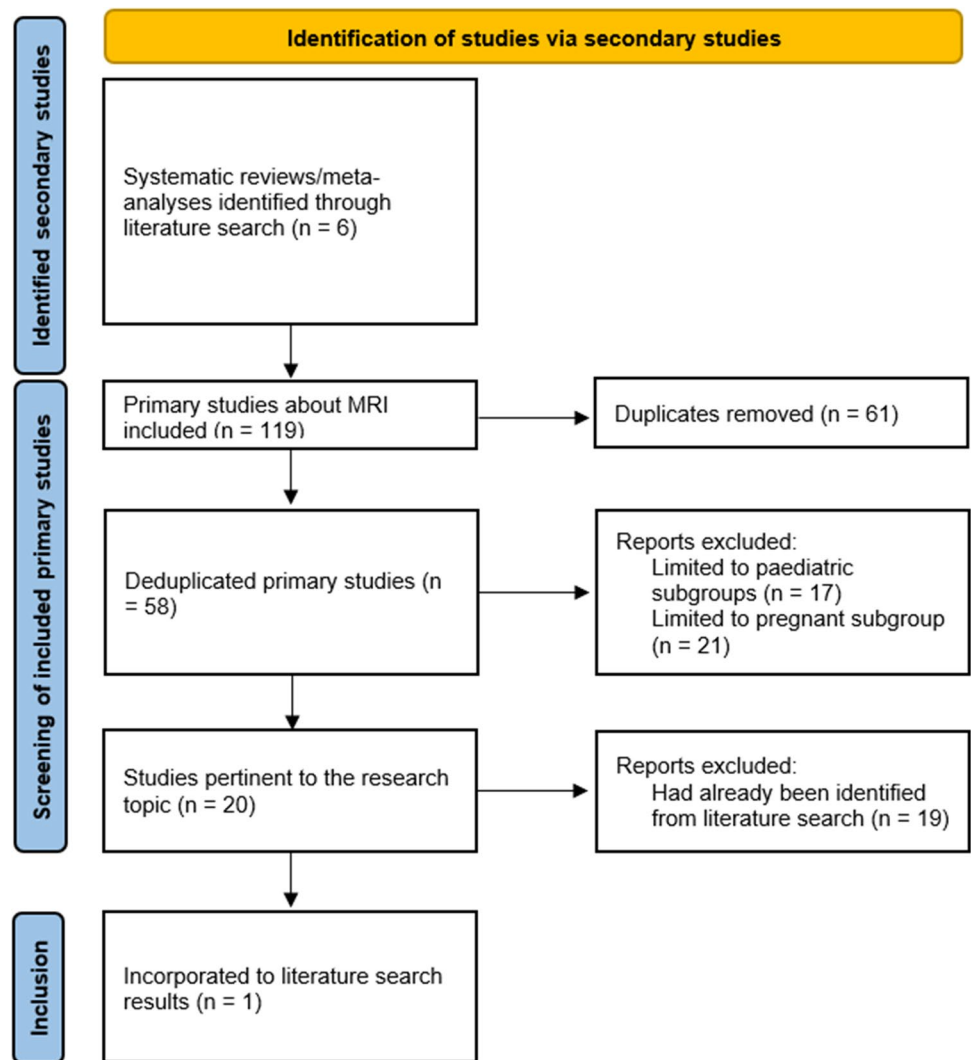 Identification of studies via secondary studies
Identified secondary studies
Systematic reviews/meta-
analyses identified through
literature search (n = 6)
Screening of included primary studies
Primary studies about MRI
included (n = 119)
Duplicates removed (n = 61)
Deduplicated primary studies (n
= 58)
Reports excluded:
Limited to paediatric
subgroups (n = 17)
Limited to pregnant subgroup
(n = 21)
Studies pertinent to the research
topic (n = 20)
Reports excluded:
Had already been identified
from literature search (n = 19)
Inclusion
Incorporated to literature search
results (n = 1)